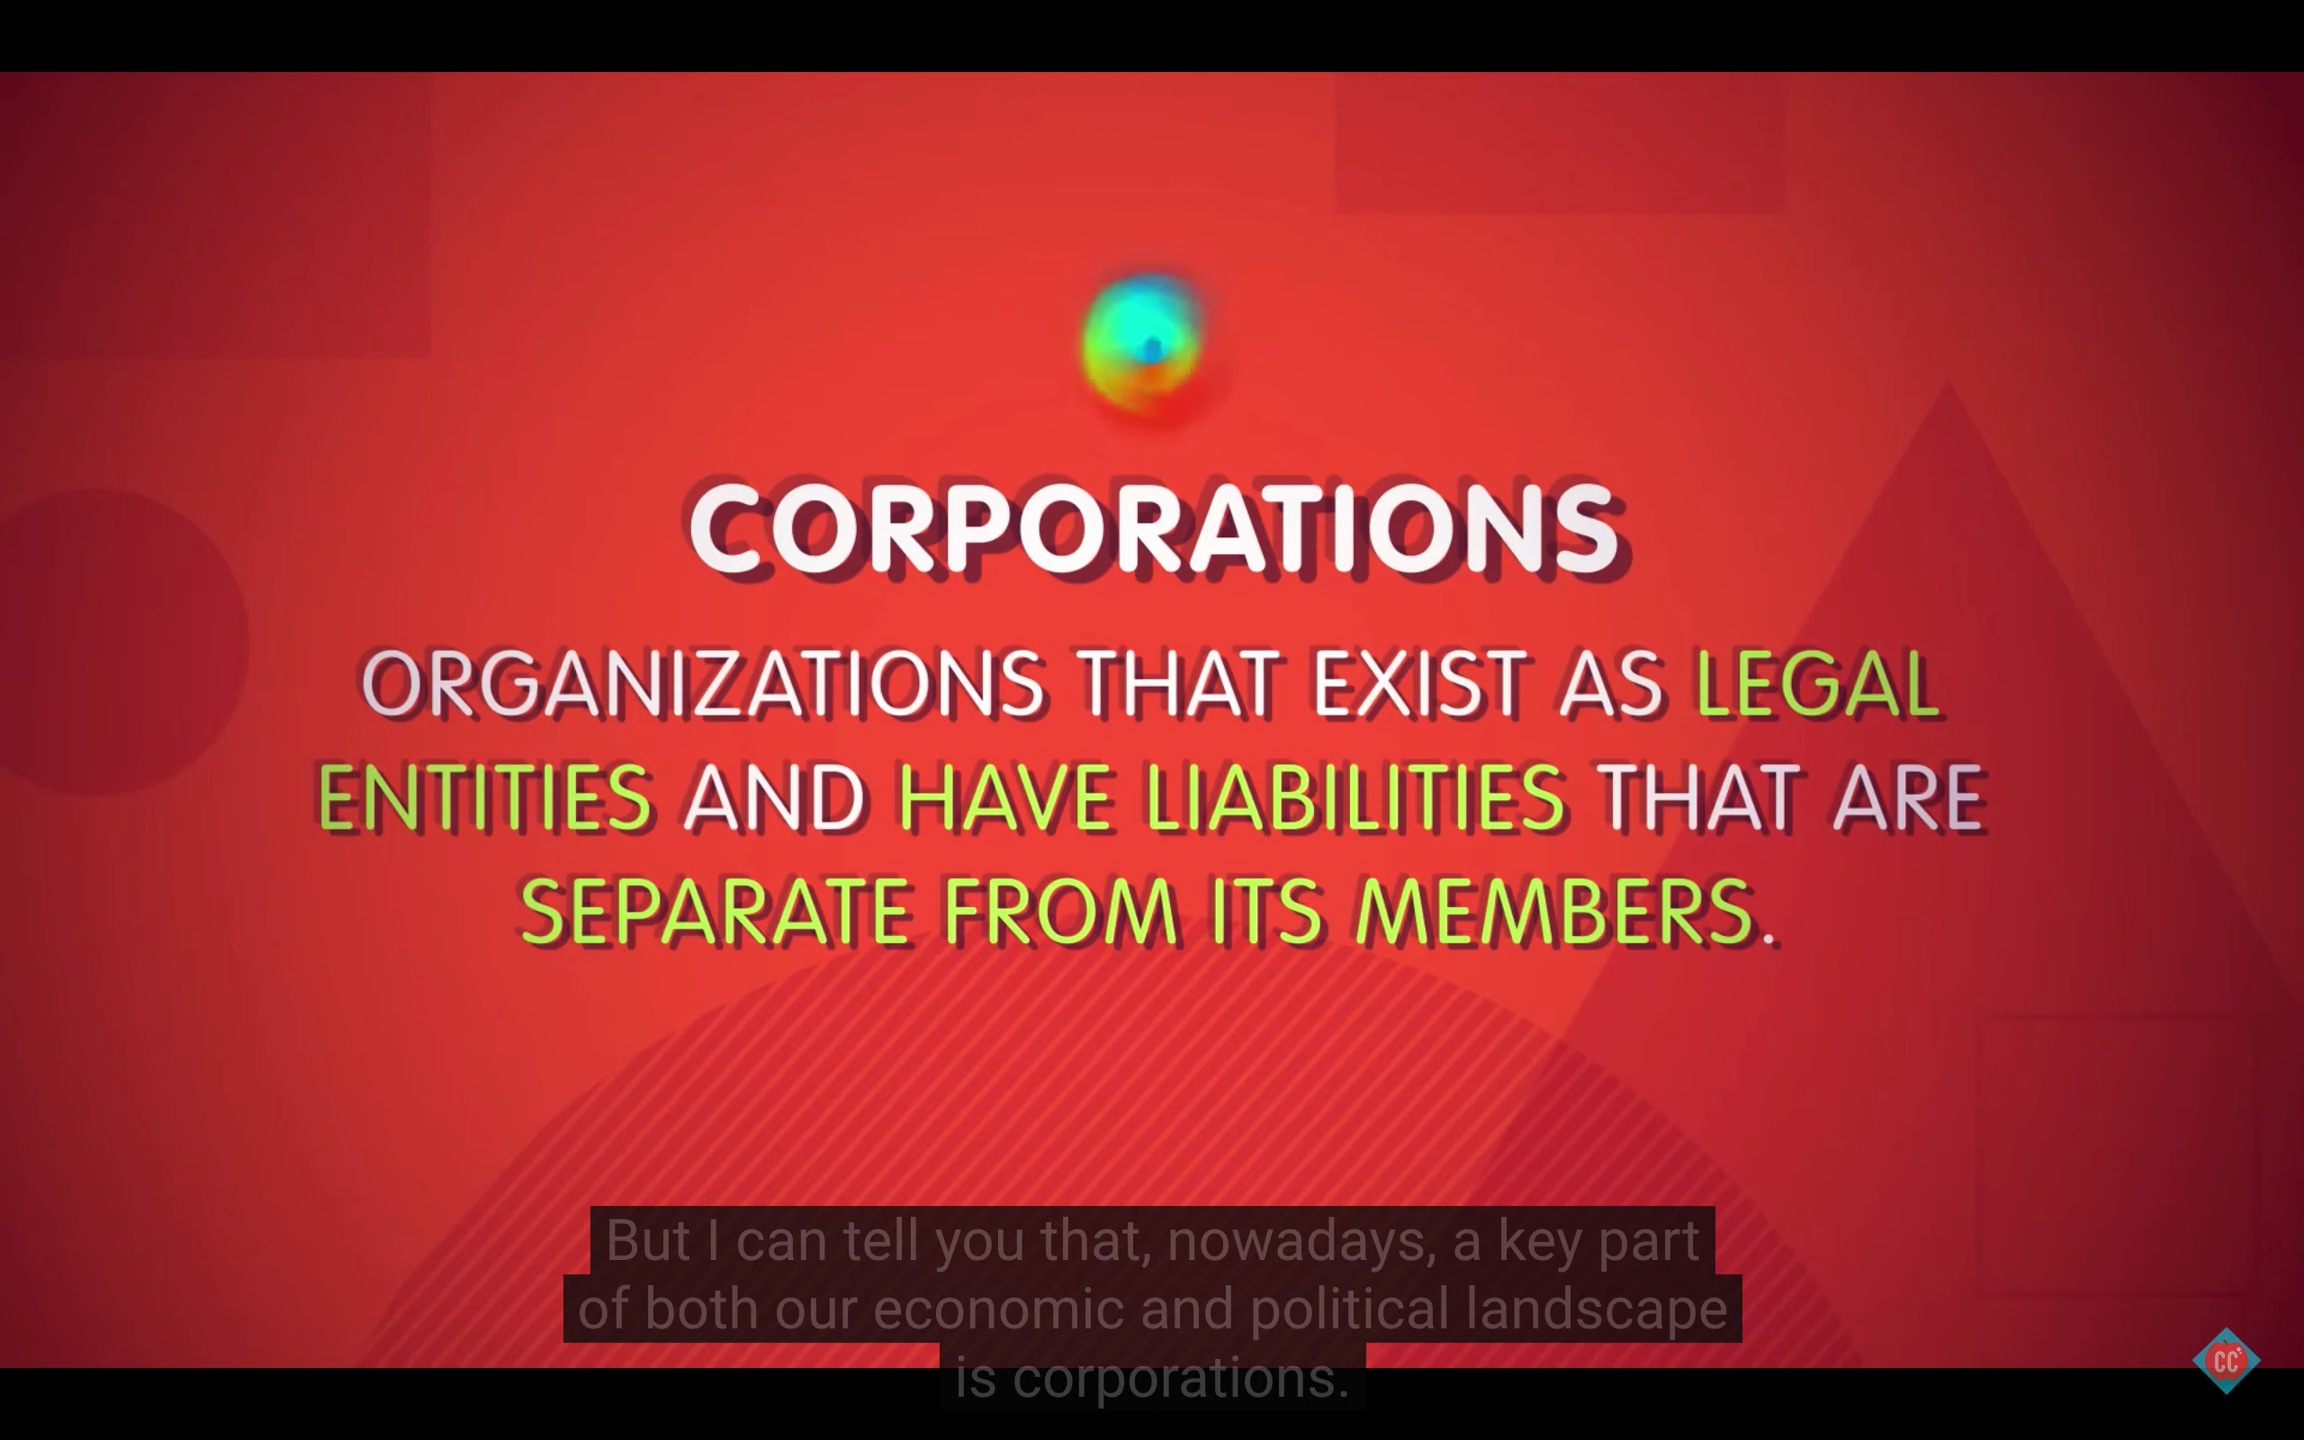 CORPORATIONS
ORGANIZATIONS THAT EXIST AS LEGAL
ENTITIES AND HAVE LIABILITIES THAT ARE
SEPARATE FROM ITS MEMBERS.
But I can tell you that, nowadays, a key part
of both our economic and political landscape
is corporations.
CC